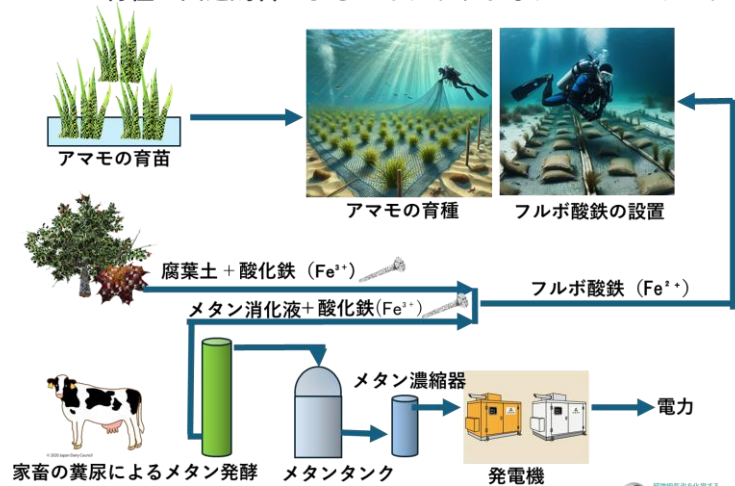 アマモの育苗
アマモの育種
フルボ酸鉄の設置
腐葉土＋酸化鉄（Fe³⁺）
メタン消化液＋酸化鉄(Fe³⁺)
フルボ酸鉄（Fe²⁺）
メタン濃縮器
電力
家畜の糞尿によるメタン発酵
メタンタンク
発電機